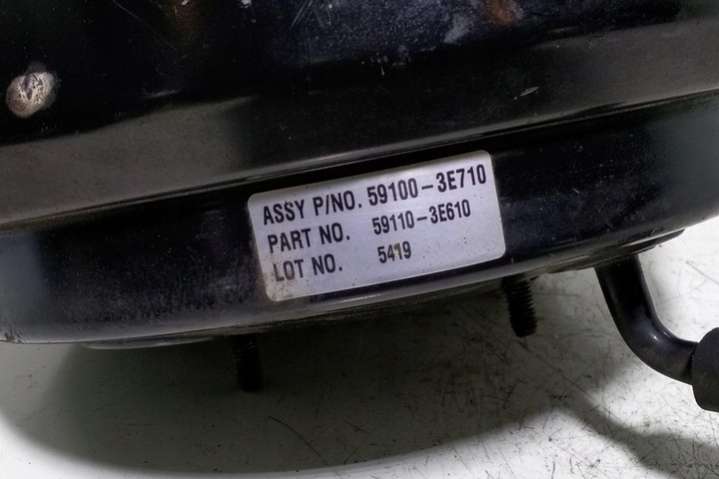 ASSY P/NO. 59100-3E710
PART NO. 59110-3E610
LOT NO. 5419